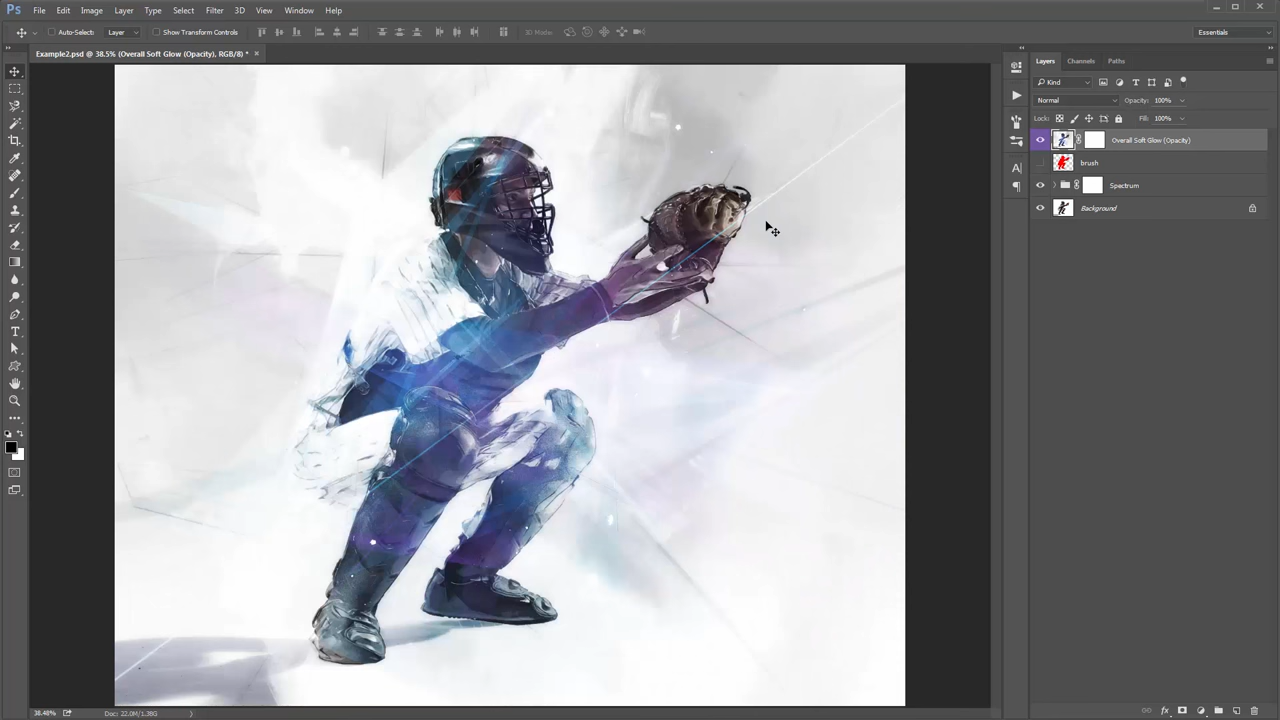 Ps File Edit Image Layer Type Select Filter 3D View Window Help
Auto-Select: Layer Show Transform Controls 3D Mode: Essentials
Example2.psd @ 38.5% (Overall Soft Glow (Opacity), RGB/8) * ×
Layers Channels Paths
Kind
Normal Opacity: 100%
Lock: Fill: 100%
Overall Soft Glow (Opacity)
brush
Spectrum
Background
38.48% Doc: 22.0M/1.38G